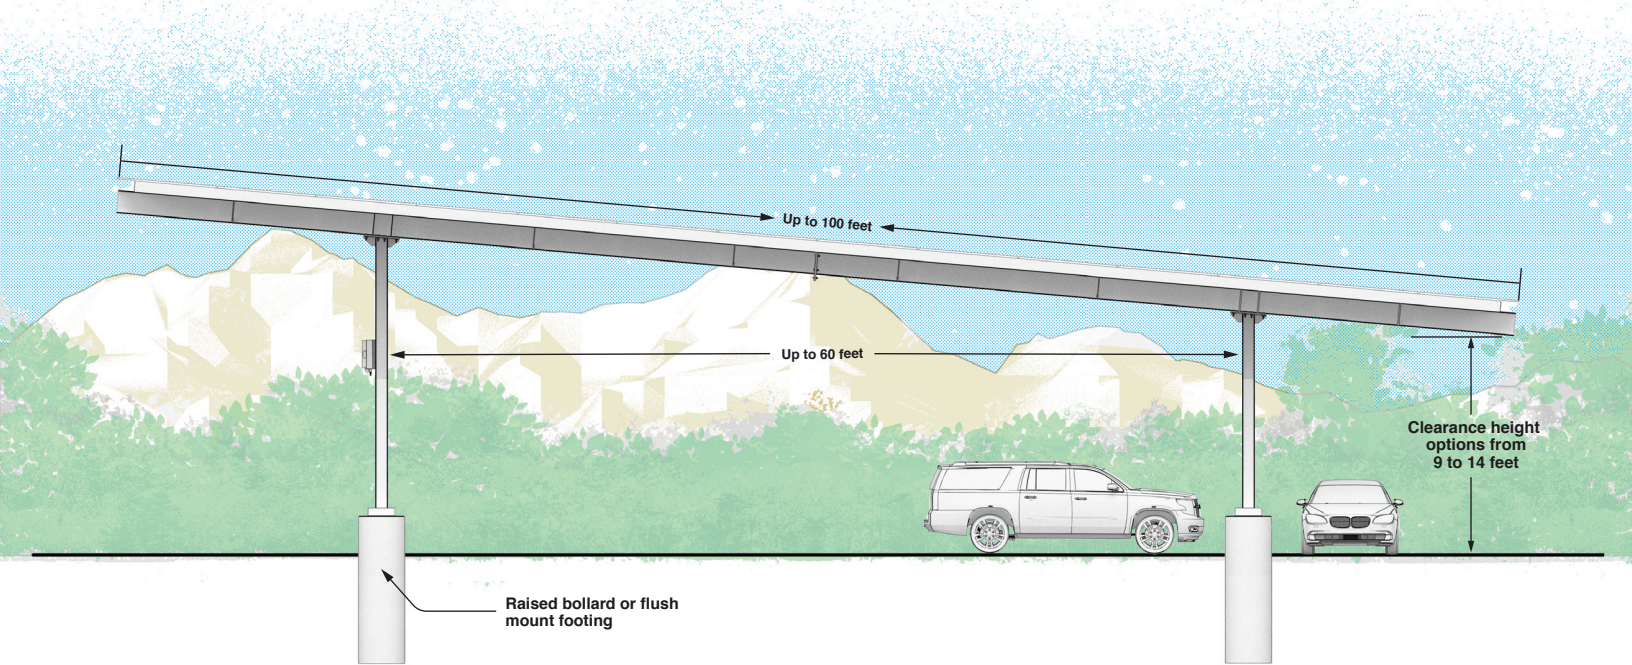 Up to 100 feet
Up to 60 feet
Clearance height
options from
9 to 14 feet
Raised bollard or flush
mount footing